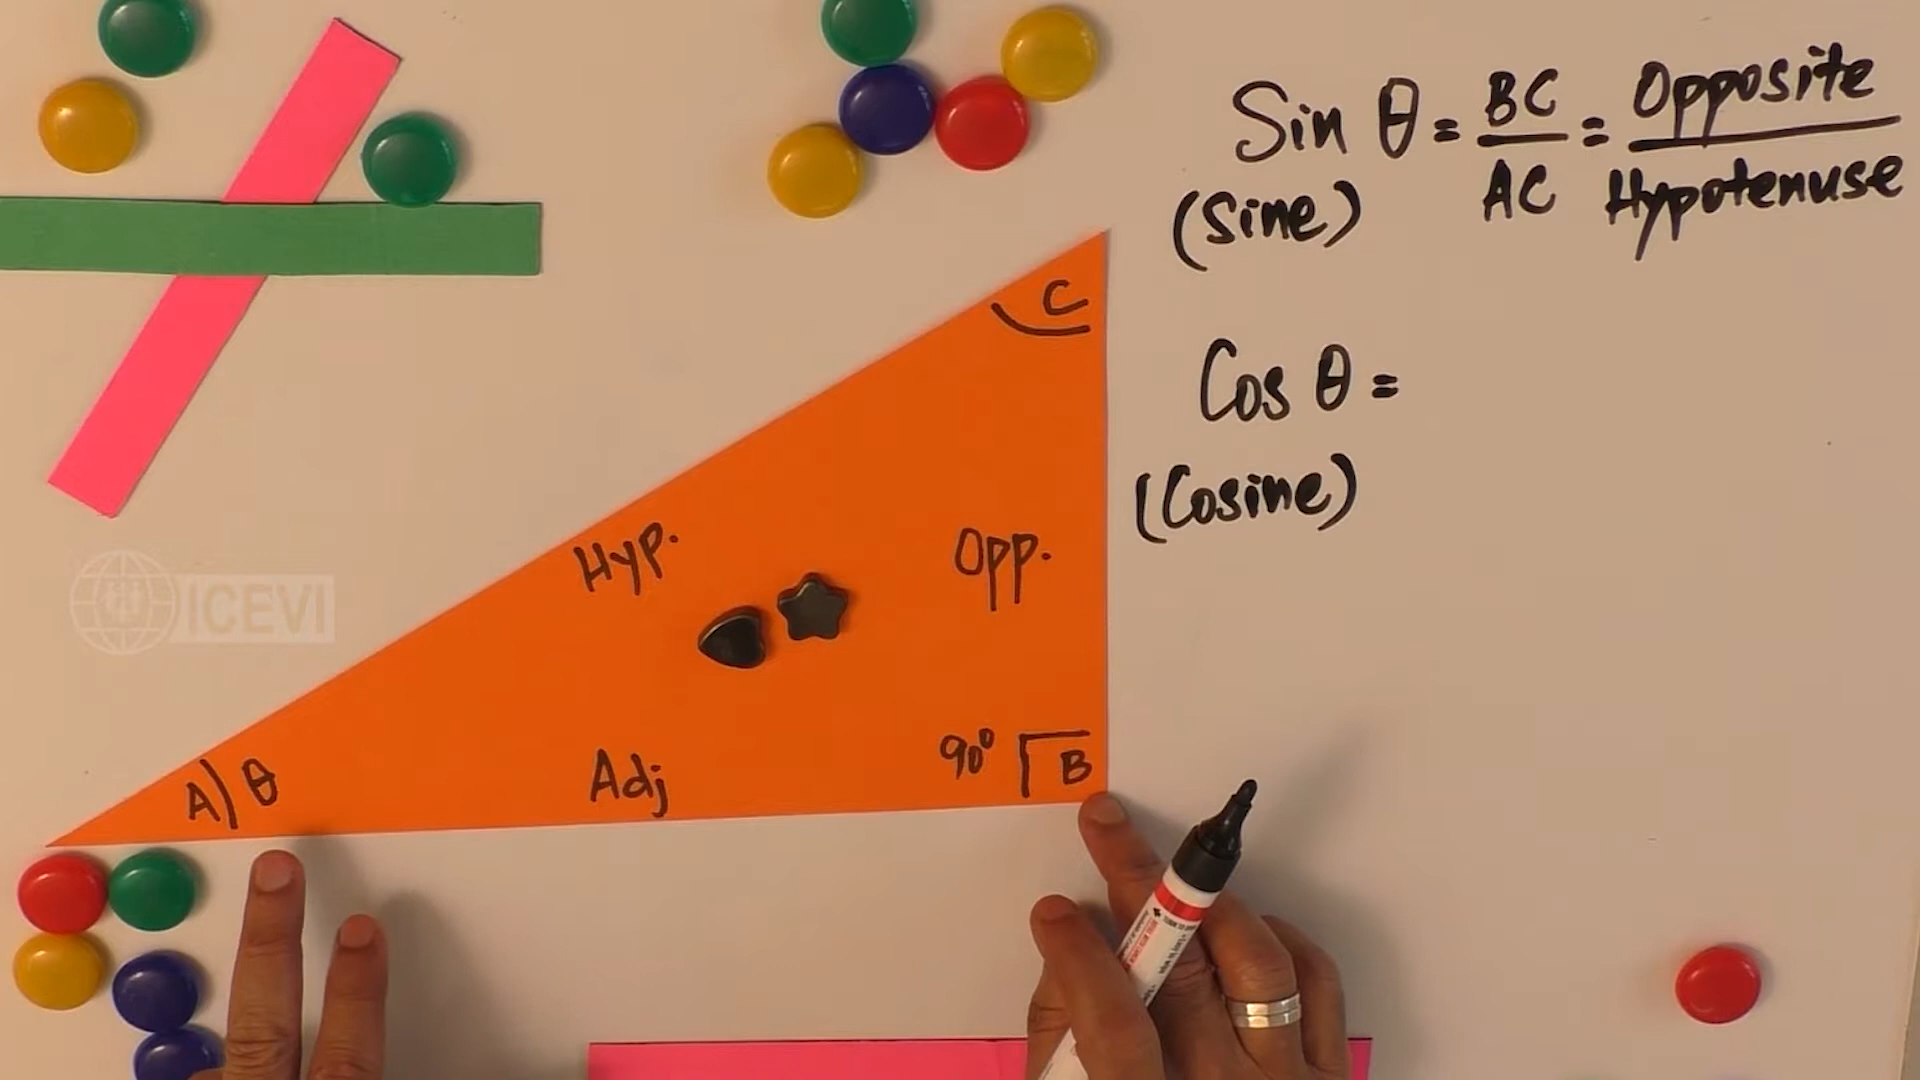 Sin θ = BC / AC = Opposite / Hypotenuse
(Sine)
Cos θ =
(Cosine)
C
Hyp.
Opp.
A θ
Adj
90° B
ICEVI